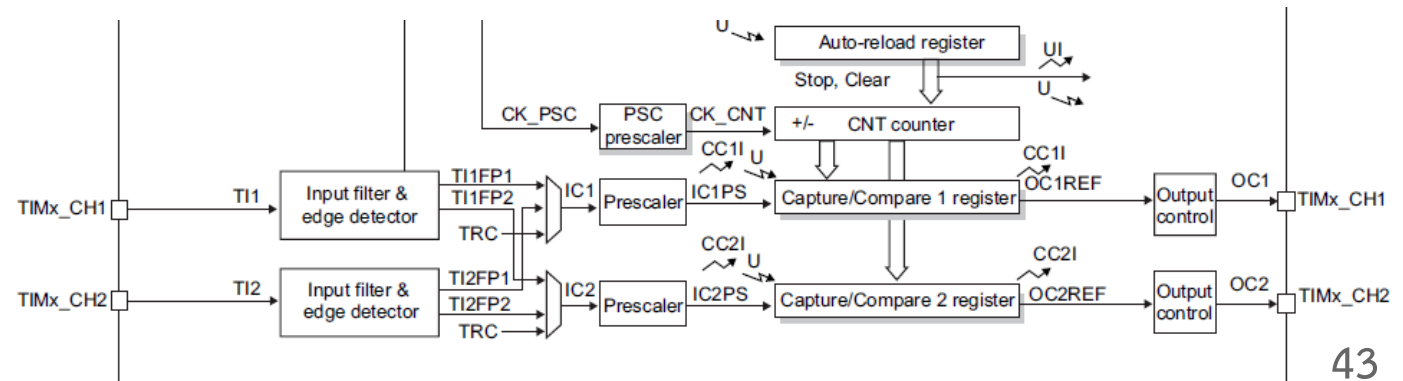 U
Auto-reload register
Stop, Clear
UI
U
CK_PSC
PSC
prescaler
CK_CNT
+/- CNT counter
CC1I
U
CC1I
TIMx_CH1
TI1
Input filter &
edge detector
TI1FP1
TI1FP2
TRC
IC1
Prescaler
IC1PS
Capture/Compare 1 register
OC1REF
Output
control
OC1
TIMx_CH1
CC2I
U
CC2I
TIMx_CH2
TI2
Input filter &
edge detector
TI2FP1
TI2FP2
TRC
IC2
Prescaler
IC2PS
Capture/Compare 2 register
OC2REF
Output
control
OC2
TIMx_CH2
43